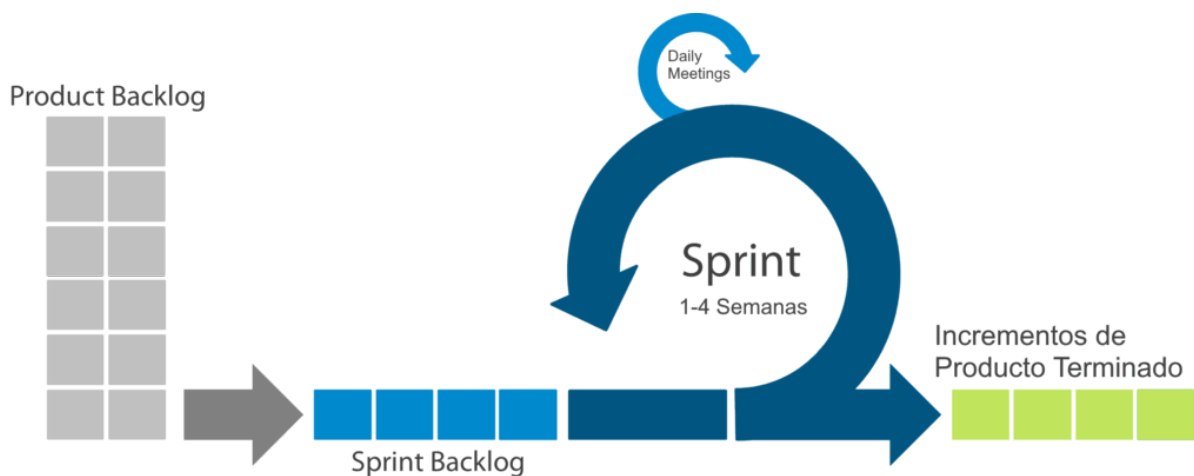 Daily
Meetings
Product Backlog
Sprint
1-4 Semanas
Incrementos de
Producto Terminado
Sprint Backlog